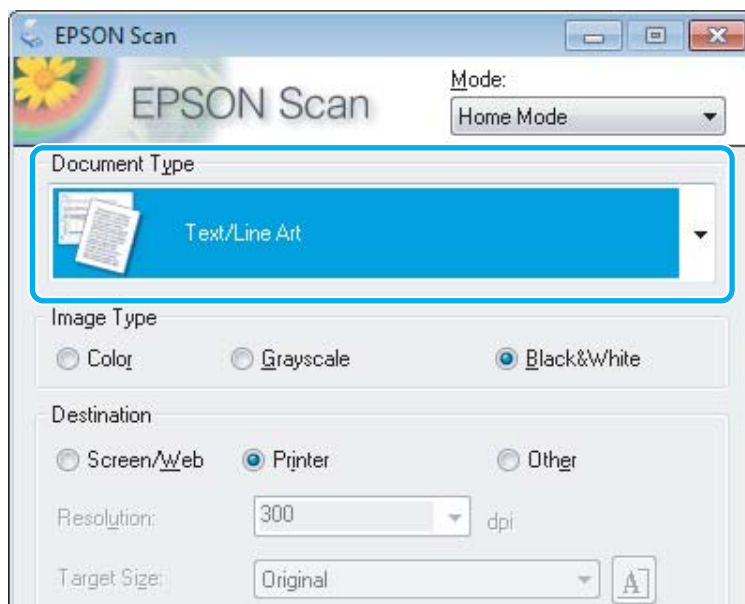 EPSON Scan
EPSON Scan
Mode:
Home Mode
Document Type
Text/Line Art
Image Type
Color Grayscale Black&White
Destination
Screen/Web Printer Other
Resolution: 300 dpi
Target Size: Original A